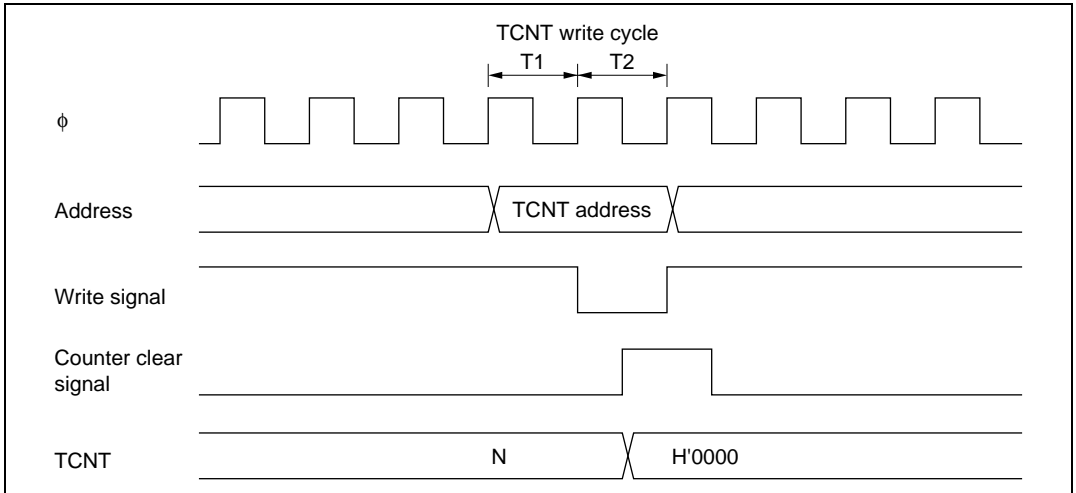 TCNT write cycle
T1 T2
ϕ
Address
TCNT address
Write signal
Counter clear
signal
TCNT
N
H'0000